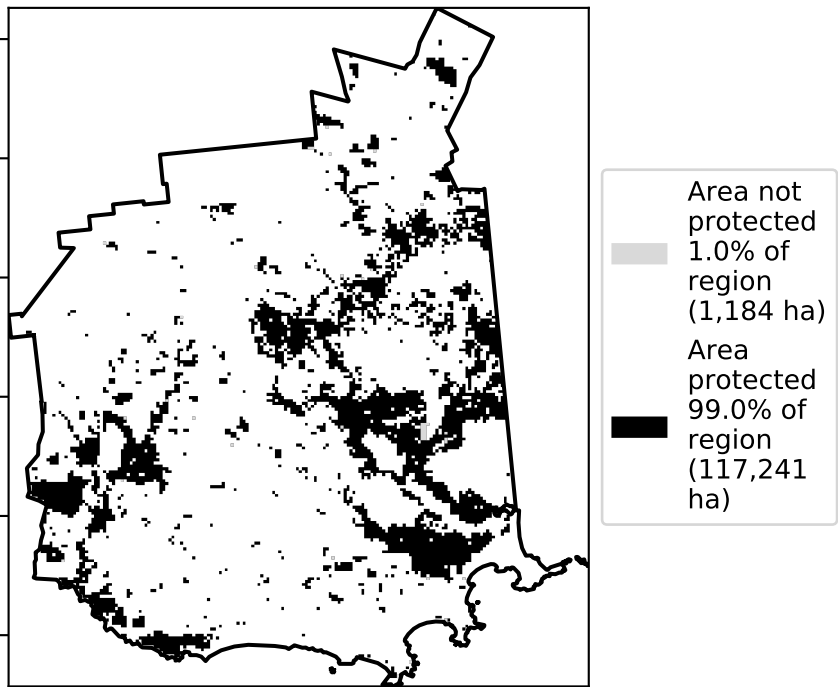 Area not
protected
1.0% of
region
(1,184 ha)
Area
protected
99.0% of
region
(117,241
ha)